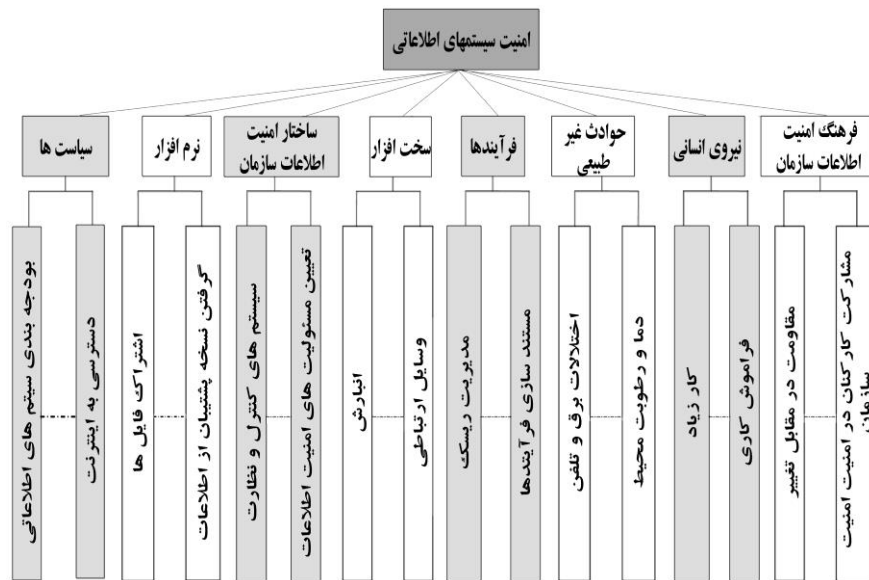 امنیت سیستمهای اطلاعاتی
فرهنگ امنیت
اطلاعات سازمان
نیروی انسانی
حوادث غیر
طبیعی
فرآیندها
سخت افزار
ساختار امنیت
اطلاعات سازمان
نرم افزار
سیاست ها
مشارکت کارکنان در امنیت امنیت
سازمان
مقاومت در مقابل تغییر
فراموش کاری
کار زیاد
دما و رطوبت محیط
اختلالات برق و تلفن
مستند سازی فرآیندها
مدیریت ریسک
وسایل ارتباطی
انبارش
تعیین مسئولیت های امنیت اطلاعات
سیستم های کنترل و نظارت
گرفتن نسخه پشتیبان از اطلاعات
اشتراک فایل ها
دسترسی به اینترنت
بودجه بندی سیتم های اطلاعاتی